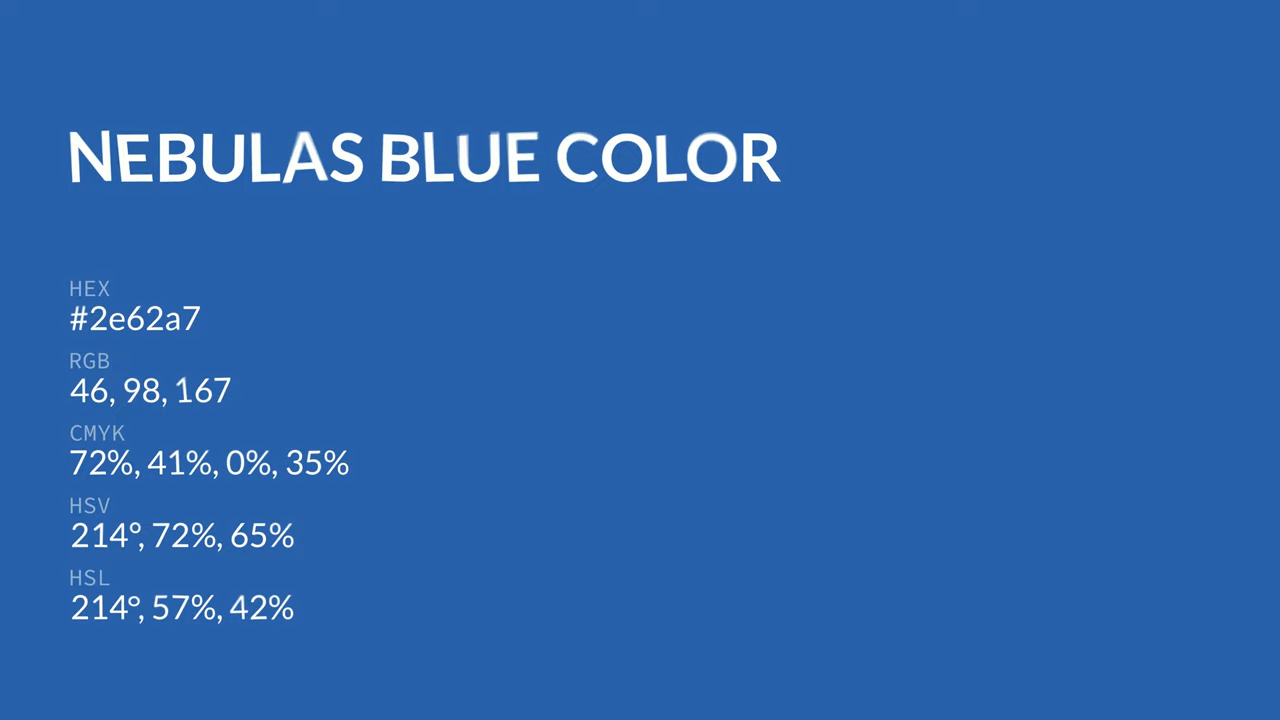 NEBULAS BLUE COLOR
HEX
#2e62a7
RGB
46, 98, 167
CMYK
72%, 41%, 0%, 35%
HSV
214°, 72%, 65%
HSL
214°, 57%, 42%